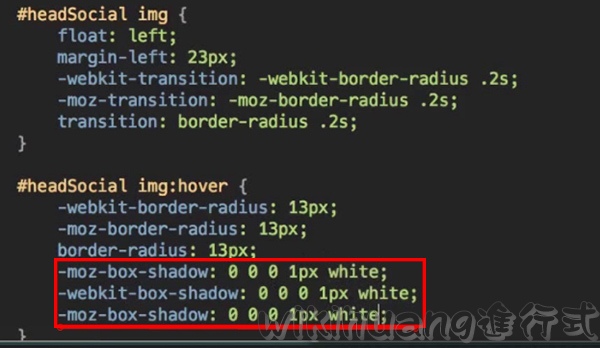 #headSocial img {
float: left;
margin-left: 23px;
-webkit-transition: -webkit-border-radius .2s;
-moz-transition: -moz-border-radius .2s;
transition: border-radius .2s;
}
#headSocial img:hover {
-webkit-border-radius: 13px;
-moz-border-radius: 13px;
border-radius: 13px;
-moz-box-shadow: 0 0 0 1px white;
-webkit-box-shadow: 0 0 0 1px white;
-moz-box-shadow: 0 0 0 1px white;
}
wikihuang進行式